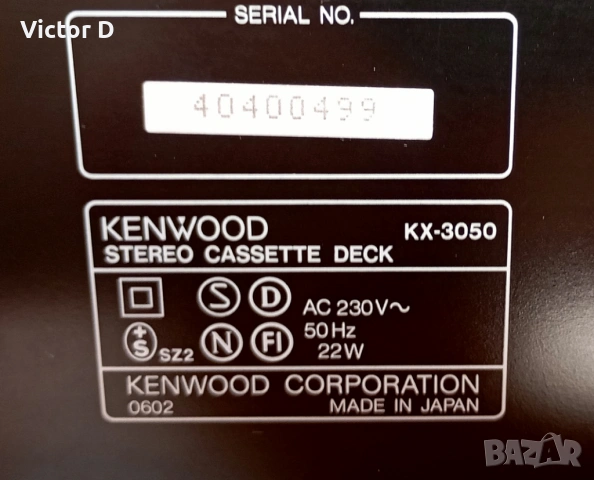 Victor D
SERIAL NO.
40400499
KENWOOD KX-3050
STEREO CASSETTE DECK
S D AC 230V~
50Hz
+S SZ2 N FI 22W
KENWOOD CORPORATION
0602 MADE IN JAPAN
BAZAR